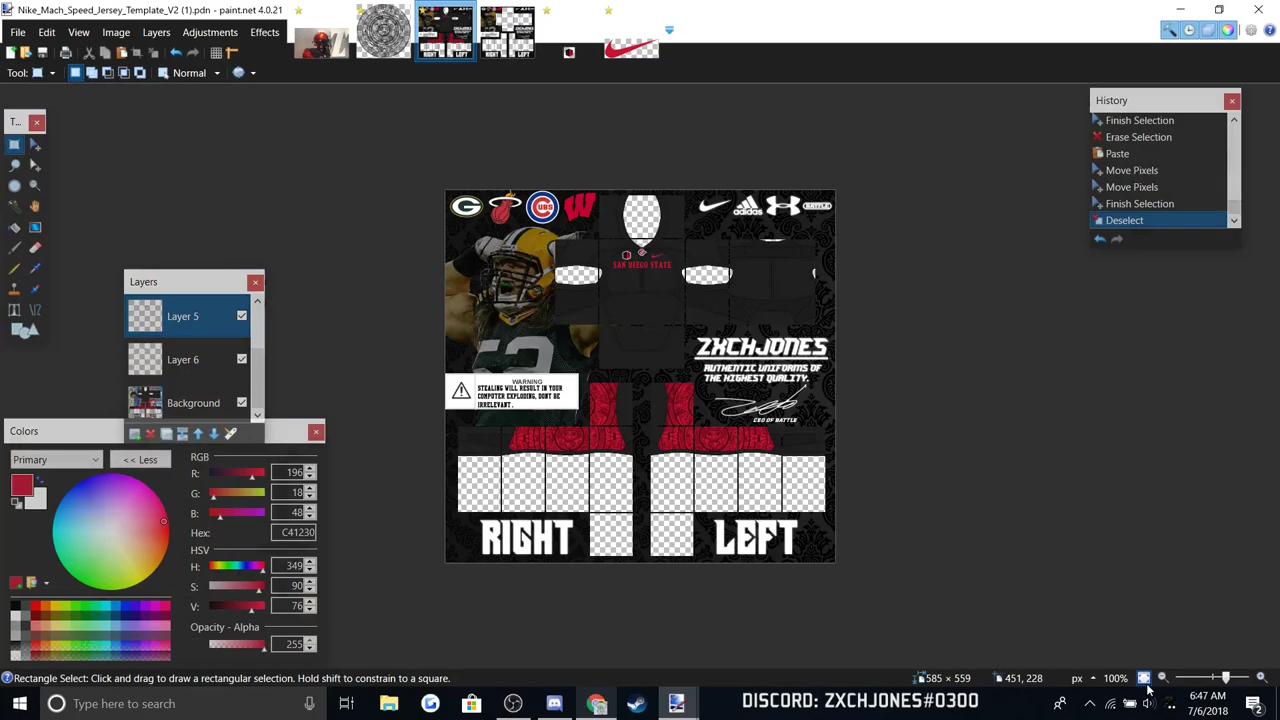 Nike_Mach_Speed_Jersey_Template_V2 (1).pdn - paint.net 4.0.21
Edit View Image Layers Effects
Tool: Normal
T...
History
Finish Selection
Erase Selection
Paste
Move Pixels
Move Pixels
Finish Selection
Deselect
Layers
Layer 5
Layer 6
Background
Colors
Primary
<< Less
RGB
R: 196
G: 18
B: 48
Hex: C41230
HSV
H: 349
S: 90
V: 76
Opacity - Alpha
255
G
CUBS
W
adidas
BATTLE
SAN DIEGO STATE
52
ZXCHJONES
AUTHENTIC UNIFORMS OF
THE HIGHEST QUALITY.
CEO OF BATTLE
WARNING
STEALING WILL RESULT IN YOUR
COMPUTER EXPLODING, DONT BE
IRRELEVANT.
RIGHT LEFT
Rectangle Select: Click and drag to draw a rectangular selection. Hold shift to constrain to a square.
585 × 559
451, 228
px
100%
Type here to search
DISCORD: ZXCHJONES#0300
6:47 AM
7/6/2018
2